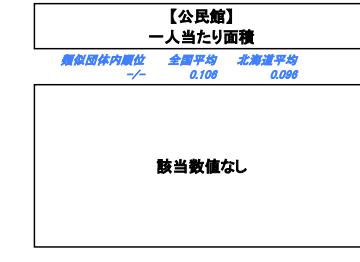 【公民館】
一人当たり面積
類似団体内順位 全国平均 北海道平均
-/- 0.106 0.096
該当数値なし